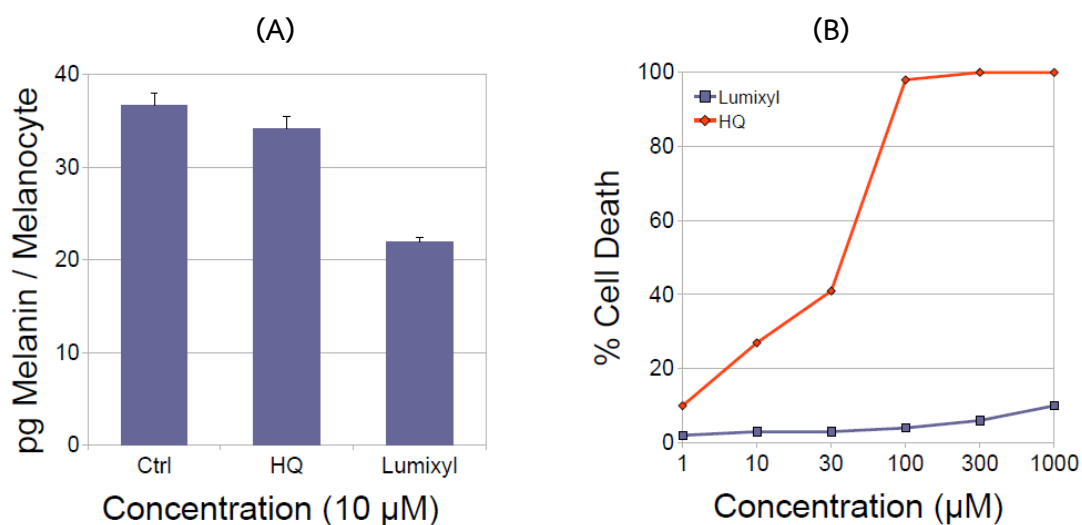 (A)
pg Melanin / Melanocyte
40
30
20
10
0
Ctrl HQ Lumixyl
Concentration (10 µM)
(B)
% Cell Death
100
80
60
40
20
0
Lumixyl
HQ
1 10 30 100 300 1000
Concentration (µM)